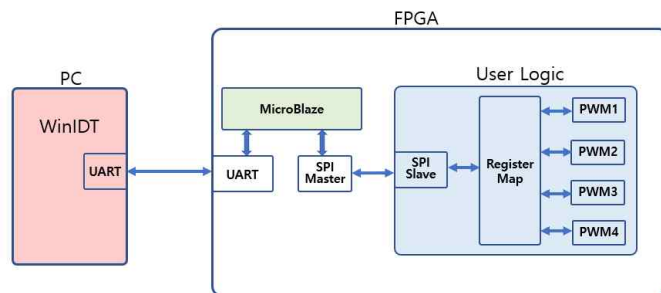 FPGA
PC
User Logic
WinIDT
MicroBlaze
PWM1
UART
UART
SPI
Master
SPI
Slave
Register
Map
PWM2
PWM3
PWM4